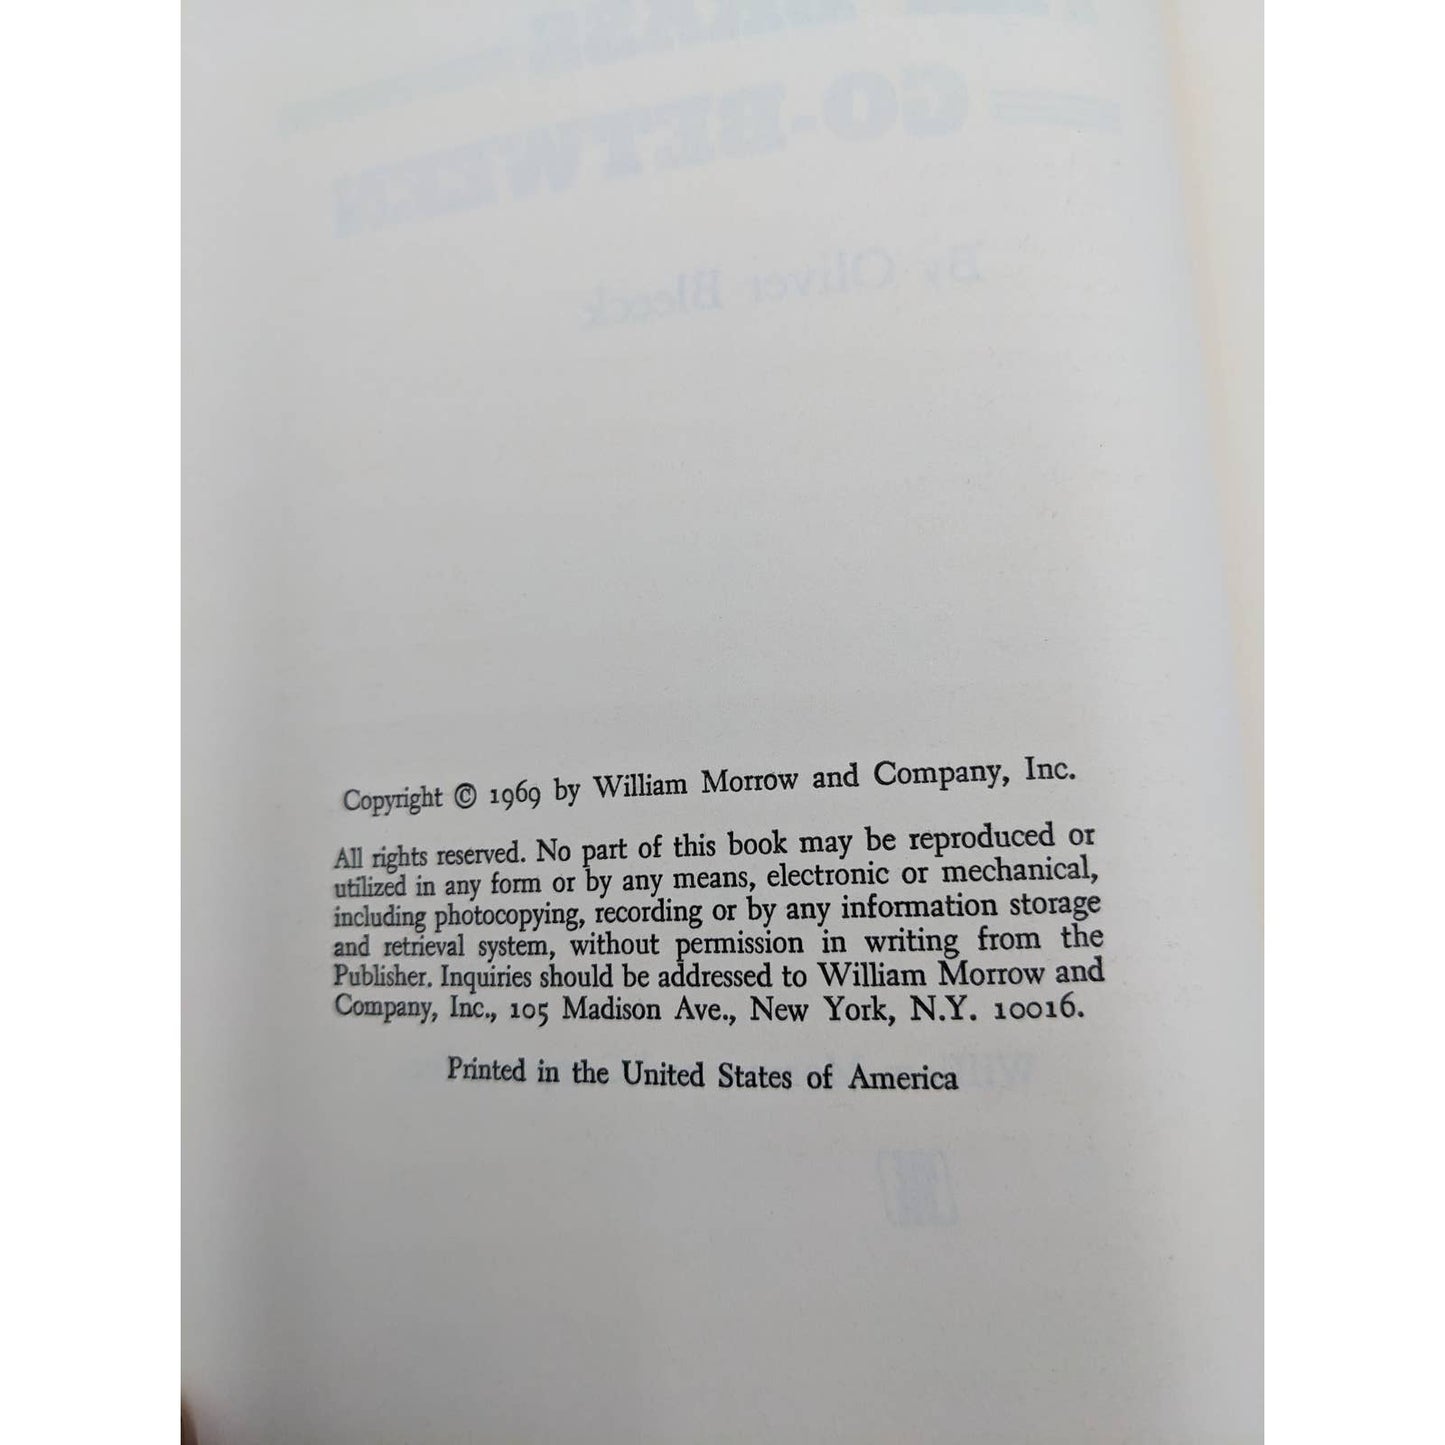 BRASS
GO-BETWEEN
By Oliver Bleeck
Copyright © 1969 by William Morrow and Company, Inc.
All rights reserved. No part of this book may be reproduced or
utilized in any form or by any means, electronic or mechanical,
including photocopying, recording or by any information storage
and retrieval system, without permission in writing from the
Publisher. Inquiries should be addressed to William Morrow and
Company, Inc., 105 Madison Ave., New York, N.Y. 10016.
Printed in the United States of America